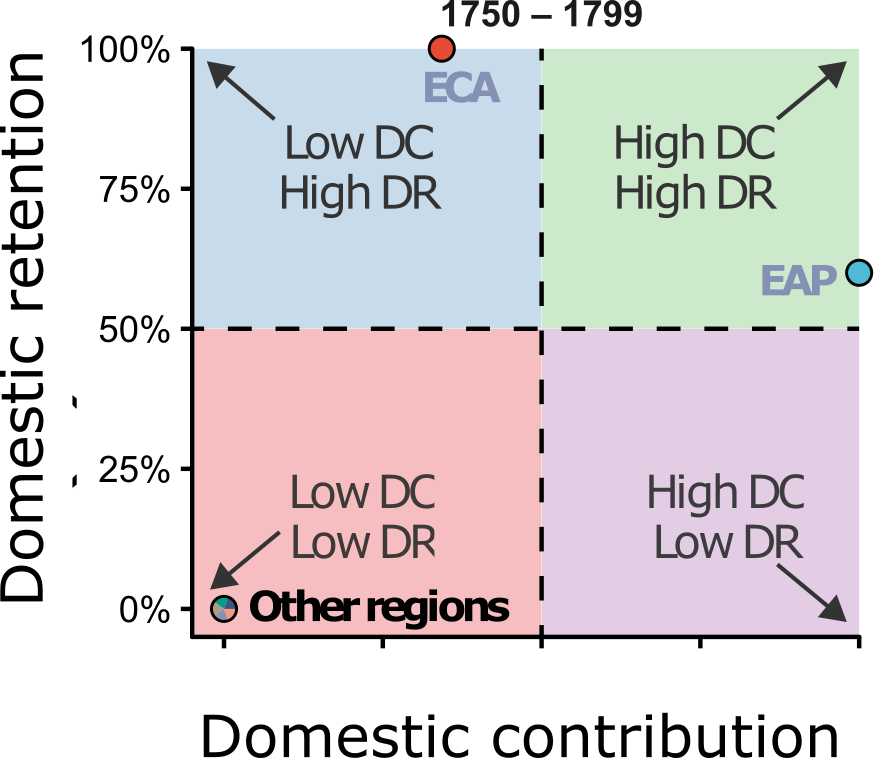 1750 – 1799
100%
ECA
Low DC
High DR
High DC
High DR
75%
EAP
50%
25%
Low DC
Low DR
High DC
Low DR
0%
Other regions
Domestic retention
Domestic contribution